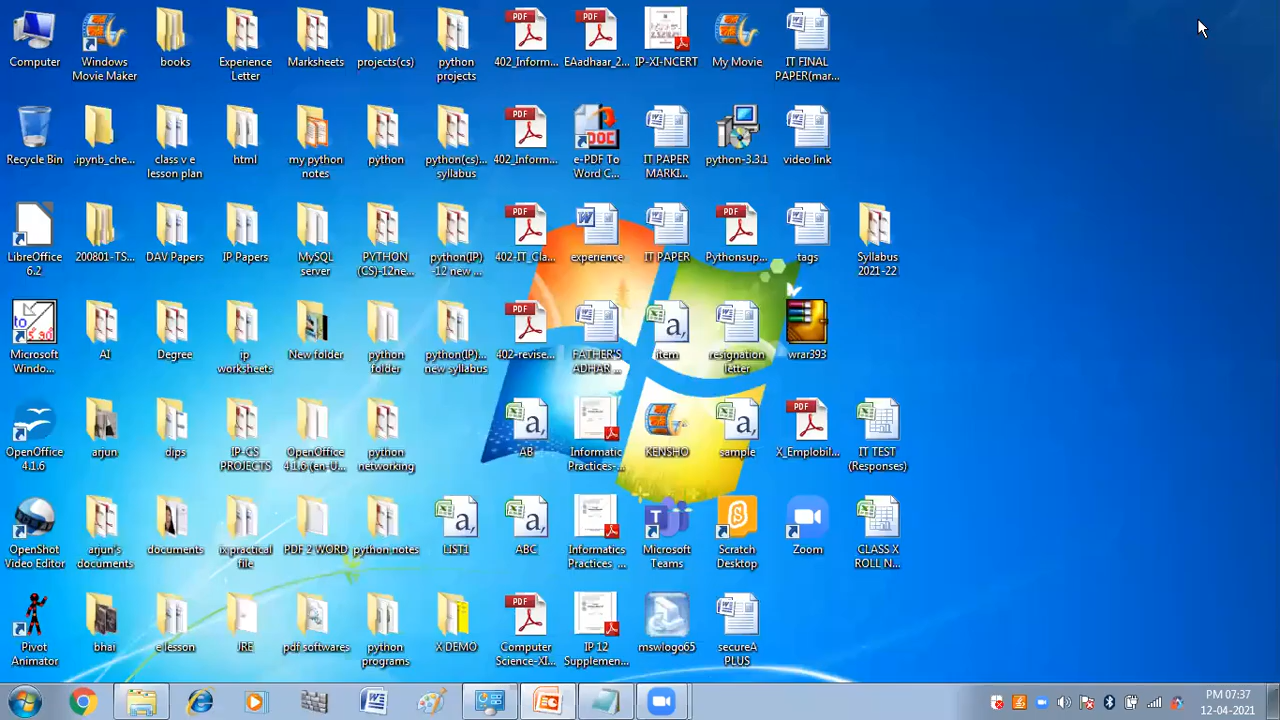 Computer
Windows
Movie Maker
books
Experience
Letter
Marksheets
projects(cs)
python
projects
402_Inform...
EAadhaar_2...
IP-XI-NCERT
My Movie
IT FINAL
PAPER(mar...
Recycle Bin
.ipynb_che...
class v e
lesson plan
html
my python
notes
python
python(cs)...
syllabus
402_Inform...
e-PDF To
Word C...
IT PAPER
MARKI...
python-3.3.1
video link
LibreOffice
6.2
200801-TS...
DAV Papers
IP Papers
MySQL
server
PYTHON
(CS)-12ne...
python(IP)
-12 new ...
402-IT_Cla...
experience
IT PAPER
Pythonsup...
tags
Syllabus
2021-22
Microsoft
Windo...
AI
Degree
ip
worksheets
New folder
python
folder
python(IP)...
new syllabus
402-revise...
FATHER'S
ADHAR ...
item
resignation
letter
wrar393
OpenOffice
4.1.6
arjun
dips
IP-CS
PROJECTS
OpenOffice
4.1.6 (en-U...
python
networking
AB
Informatic
Practices-...
KENSHO
sample
X_Emplobil...
IT TEST
(Responses)
OpenShot
Video Editor
arjun's
documents
documents
ix practical
file
PDF 2 WORD
python notes
LIST1
ABC
Informatics
Practices ...
Microsoft
Teams
Scratch
Desktop
Zoom
CLASS X
ROLL N...
Pivot
Animator
bhai
e-lesson
JRE
pdf softwares
python
programs
X DEMO
Computer
Science-XI...
IP 12
Supplemen...
mswlogo65
secureA
PLUS
PM 07:37
12-04-2021